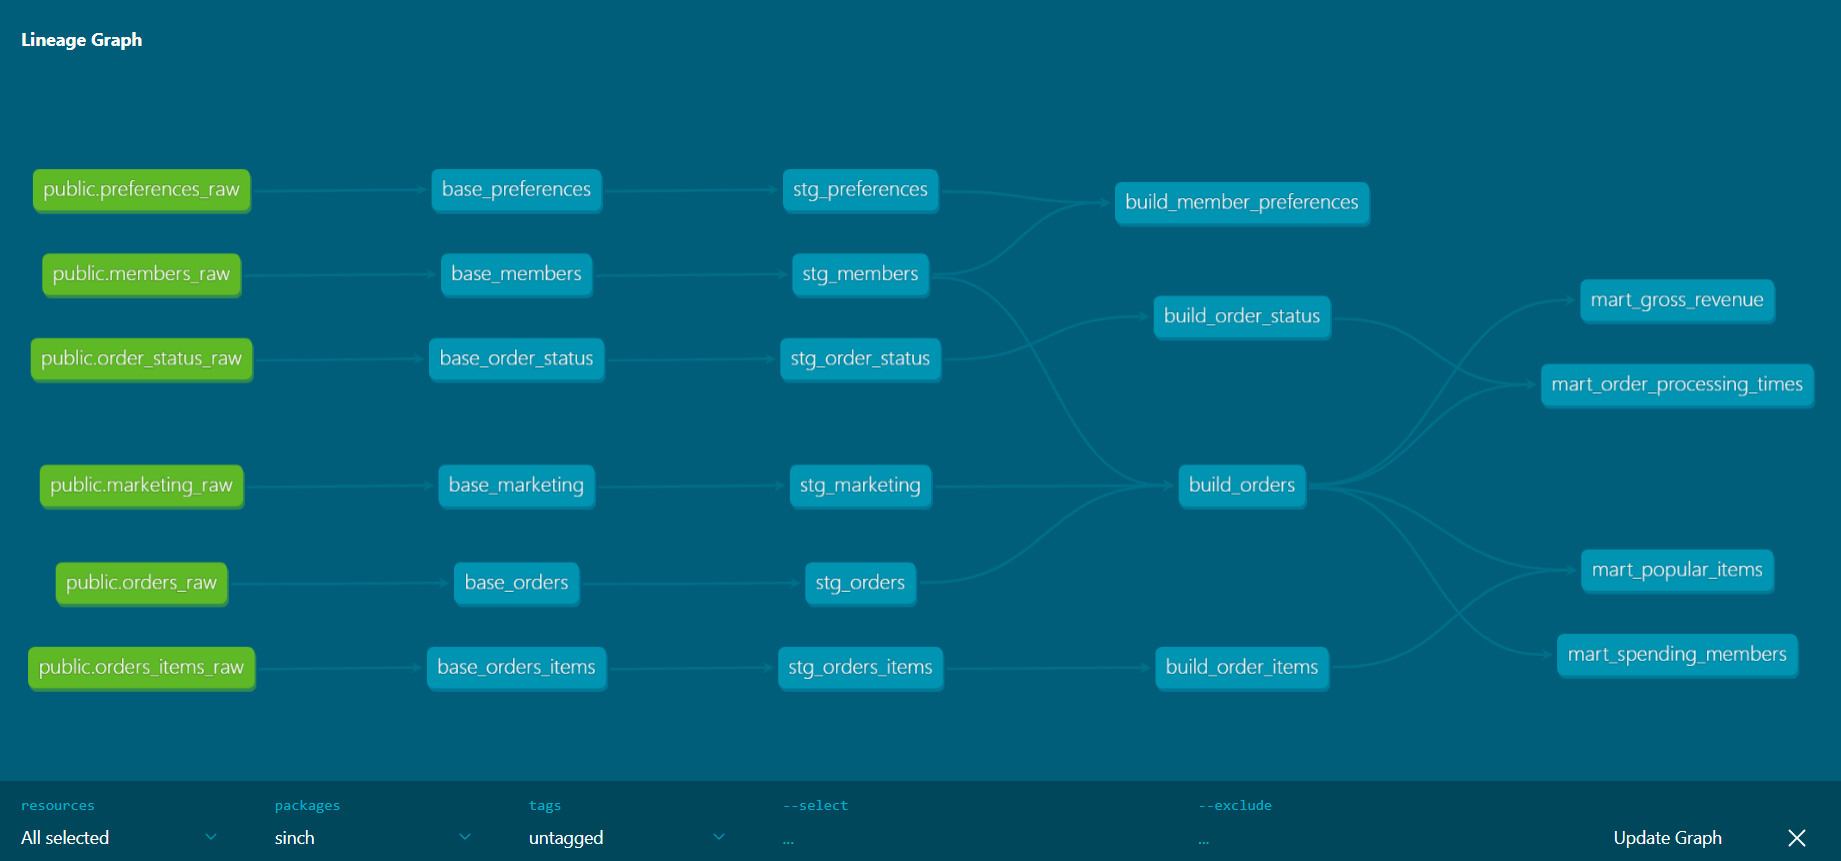 Lineage Graph
public.preferences_raw
base_preferences
stg_preferences
build_member_preferences
public.members_raw
base_members
stg_members
mart_gross_revenue
build_order_status
public.order_status_raw
base_order_status
stg_order_status
mart_order_processing_times
public.marketing_raw
base_marketing
stg_marketing
build_orders
public.orders_raw
base_orders
stg_orders
mart_popular_items
public.orders_items_raw
base_orders_items
stg_orders_items
build_order_items
mart_spending_members
resources
packages
tags
--select
--exclude
All selected
sinch
untagged
...
...
Update Graph